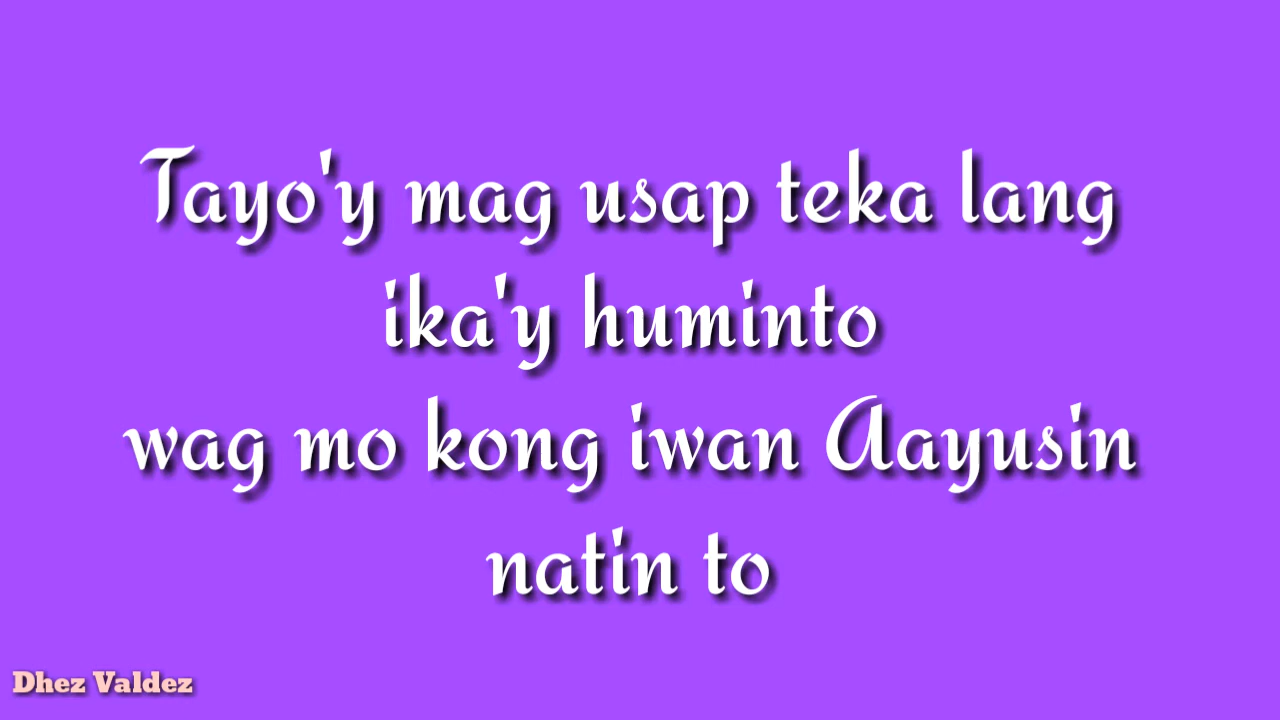 Tayo'y mag usap teka lang
ika'y huminto
wag mo kong iwan Aayusin
natin to
Dhez Valdez